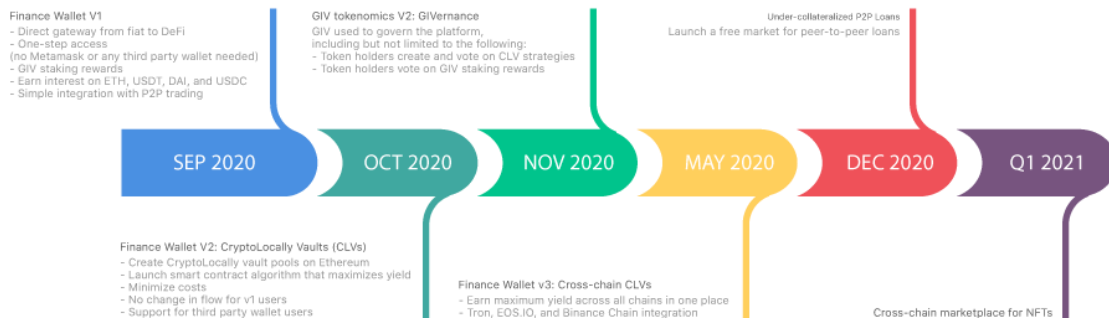 Finance Wallet V1
- Direct gateway from fiat to DeFi
- One-step access
(no Metamask or any third party wallet needed)
- GIV staking rewards
- Earn interest on ETH, USDT, DAI, and USDC
- Simple integration with P2P trading
GIV tokenomics V2: GIVernance
GIV used to govern the platform,
including but not limited to the following:
- Token holders create and vote on CLV strategies
- Token holders vote on GIV staking rewards
Under-collateralized P2P Loans
Launch a free market for peer-to-peer loans
SEP 2020
OCT 2020
NOV 2020
MAY 2020
DEC 2020
Q1 2021
Finance Wallet V2: CryptoLocally Vaults (CLVs)
- Create CryptoLocally vault pools on Ethereum
- Launch smart contract algorithm that maximizes yield
- Minimize costs
- No change in flow for v1 users
- Support for third party wallet users
Finance Wallet v3: Cross-chain CLVs
- Earn maximum yield across all chains in one place
- Tron, EOS.IO, and Binance Chain integration
Cross-chain marketplace for NFTs